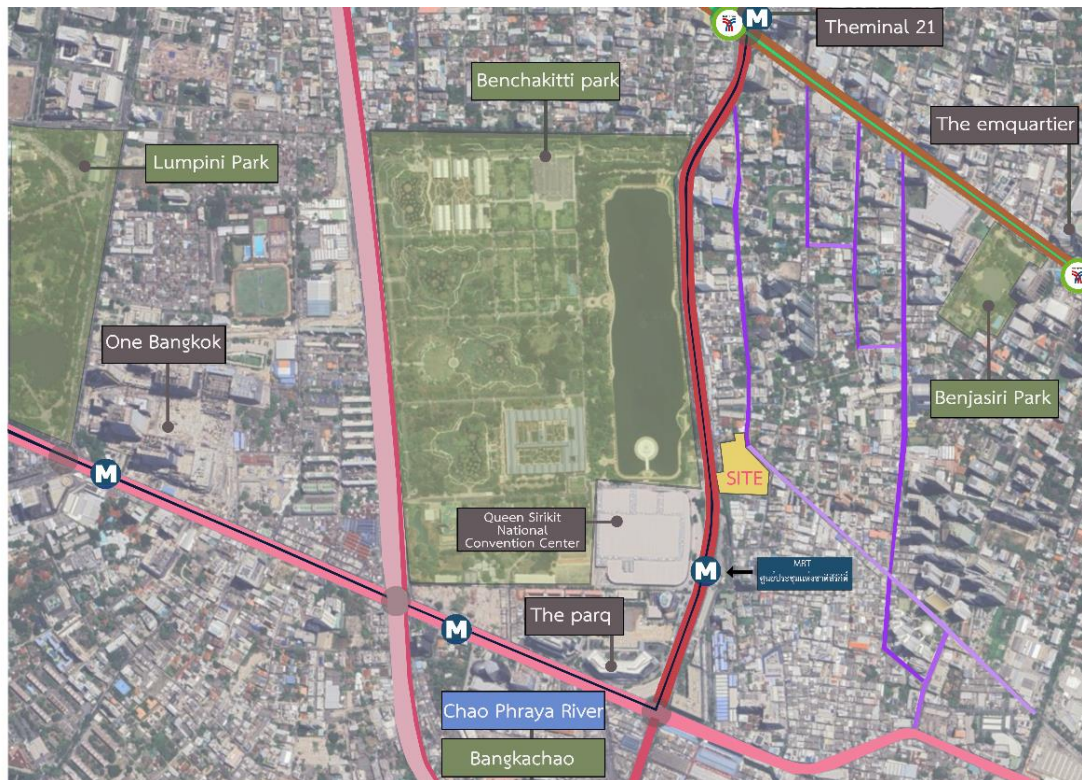 M
Theminal 21
Benchakitti park
The emquartier
Lumpini Park
One Bangkok
Benjasiri Park
M
SITE
Queen Sirikit
National
Convention Center
M
MRT
ศูนย์ประชุมแห่งชาติสิริกิติ์
The parq
M
Chao Phraya River
Bangkachao